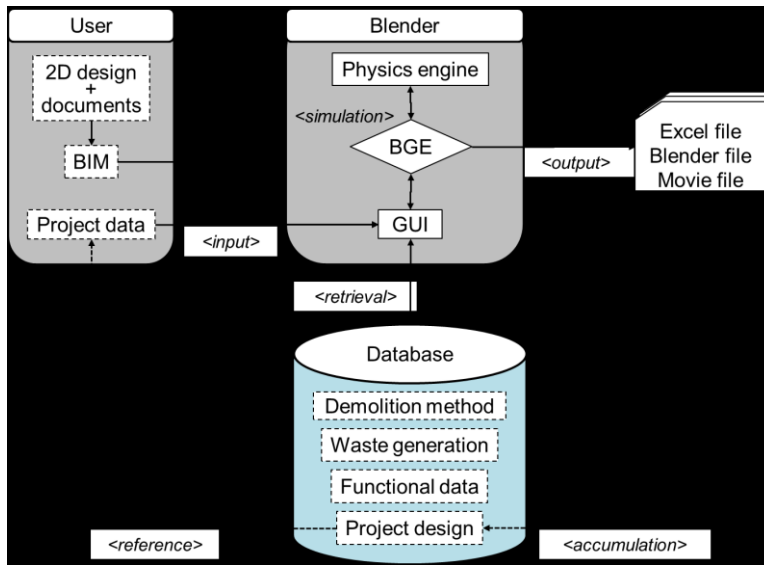 User
2D design
+
documents
BIM
Project data
<input>
Blender
Physics engine
<simulation>
BGE
GUI
<output>
Excel file
Blender file
Movie file
<retrieval>
Database
Demolition method
Waste generation
Functional data
Project design
<reference>
<accumulation>